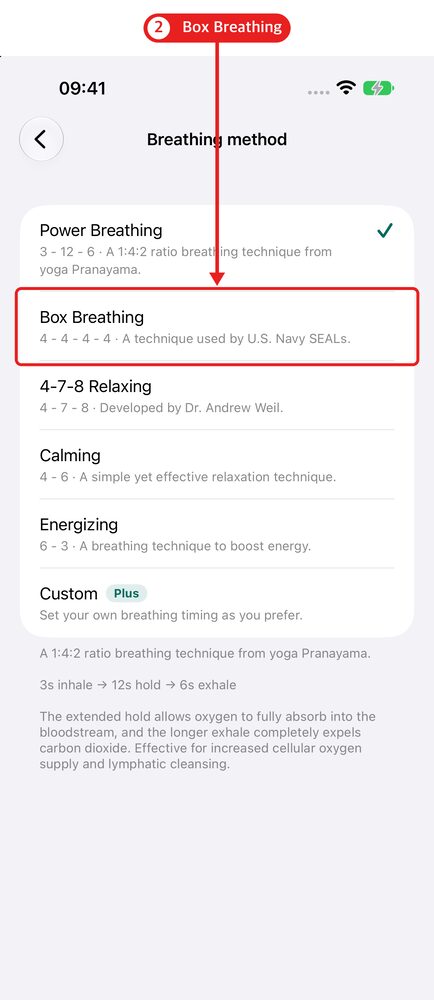 2 Box Breathing
09:41
Breathing method
Power Breathing
3 - 12 - 6 · A 1:4:2 ratio breathing technique from
yoga Pranayama.
Box Breathing
4 - 4 - 4 - 4 · A technique used by U.S. Navy SEALs.
4-7-8 Relaxing
4 - 7 - 8 · Developed by Dr. Andrew Weil.
Calming
4 - 6 · A simple yet effective relaxation technique.
Energizing
6 - 3 · A breathing technique to boost energy.
Custom Plus
Set your own breathing timing as you prefer.
A 1:4:2 ratio breathing technique from yoga Pranayama.
3s inhale → 12s hold → 6s exhale
The extended hold allows oxygen to fully absorb into the
bloodstream, and the longer exhale completely expels
carbon dioxide. Effective for increased cellular oxygen
supply and lymphatic cleansing.